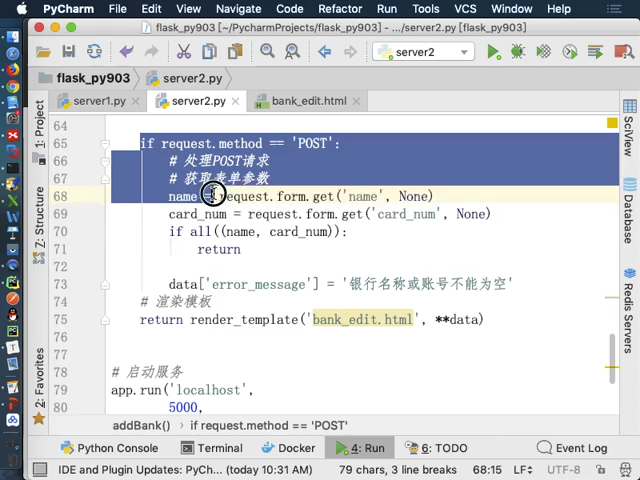 PyCharm File Edit View Navigate Code Refactor Run Tools VCS Window Help
flask_py903 [~/PycharmProjects/flask_py903] - .../server2.py
server2
flask_py903 server2.py
server1.py server2.py bank_edit.html
1: Project
Z: Structure
2: Favorites
SciView
Database
Redis Servers
64
65 if request.method == 'POST':
66 # 处理POST请求
67 # 获取表单参数
68 name = request.form.get('name', None)
69 card_num = request.form.get('card_num', None)
70 if all((name, card_num)):
71 return
72
73 data['error_message'] = '银行名称或账号不能为空'
74 # 渲染模板
75 return render_template('bank_edit.html', **data)
76
77
78 # 启动服务
79 app.run('localhost',
80 5000,
addBank() if request.method == 'POST'
Python Console Terminal Docker 4: Run 6: TODO Event Log
IDE and Plugin Updates: PyCh... (today 10:31 AM) 79 chars, 3 line breaks 68:15 LF UTF-8